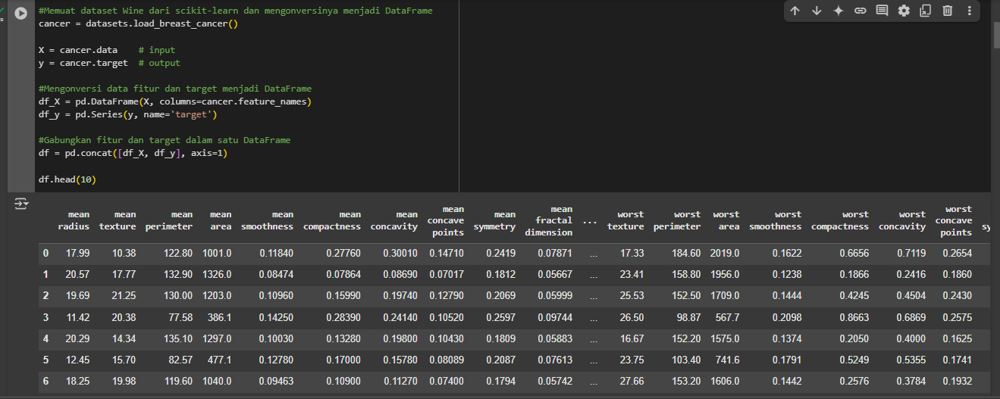 #Memuat dataset Wine dari scikit-learn dan mengonversinya menjadi DataFrame
cancer = datasets.load_breast_cancer()
X = cancer.data    # input
y = cancer.target  # output
#Mengonversi data fitur dan target menjadi DataFrame
df_X = pd.DataFrame(X, columns=cancer.feature_names)
df_y = pd.Series(y, name='target')
#Gabungkan fitur dan target dalam satu DataFrame
df = pd.concat([df_X, df_y], axis=1)
df.head(10)
mean radius mean texture mean perimeter mean area mean smoothness mean compactness mean concavity mean concave points mean symmetry mean fractal dimension ... worst texture worst perimeter worst area worst smoothness worst compactness worst concavity worst concave points
0 17.99 10.38 122.80 1001.0 0.11840 0.27760 0.30010 0.14710 0.2419 0.07871 ... 17.33 184.60 2019.0 0.1622 0.6656 0.7119 0.2654
1 20.57 17.77 132.90 1326.0 0.08474 0.07864 0.08690 0.07017 0.1812 0.05667 ... 23.41 158.80 1956.0 0.1238 0.1866 0.2416 0.1860
2 19.69 21.25 130.00 1203.0 0.10960 0.15990 0.19740 0.12790 0.2069 0.05999 ... 25.53 152.50 1709.0 0.1444 0.4245 0.4504 0.2430
3 11.42 20.38 77.58 386.1 0.14250 0.28390 0.24140 0.10520 0.2597 0.09744 ... 26.50 98.87 567.7 0.2098 0.8663 0.6869 0.2575
4 20.29 14.34 135.10 1297.0 0.10030 0.13280 0.19800 0.10430 0.1809 0.05883 ... 16.67 152.20 1575.0 0.1374 0.2050 0.4000 0.1625
5 12.45 15.70 82.57 477.1 0.12780 0.17000 0.15780 0.08089 0.2087 0.07613 ... 23.75 103.40 741.6 0.1791 0.5249 0.5355 0.1741
6 18.25 19.98 119.60 1040.0 0.09463 0.10900 0.11270 0.07400 0.1794 0.05742 ... 27.66 153.20 1606.0 0.1442 0.2576 0.3784 0.1932